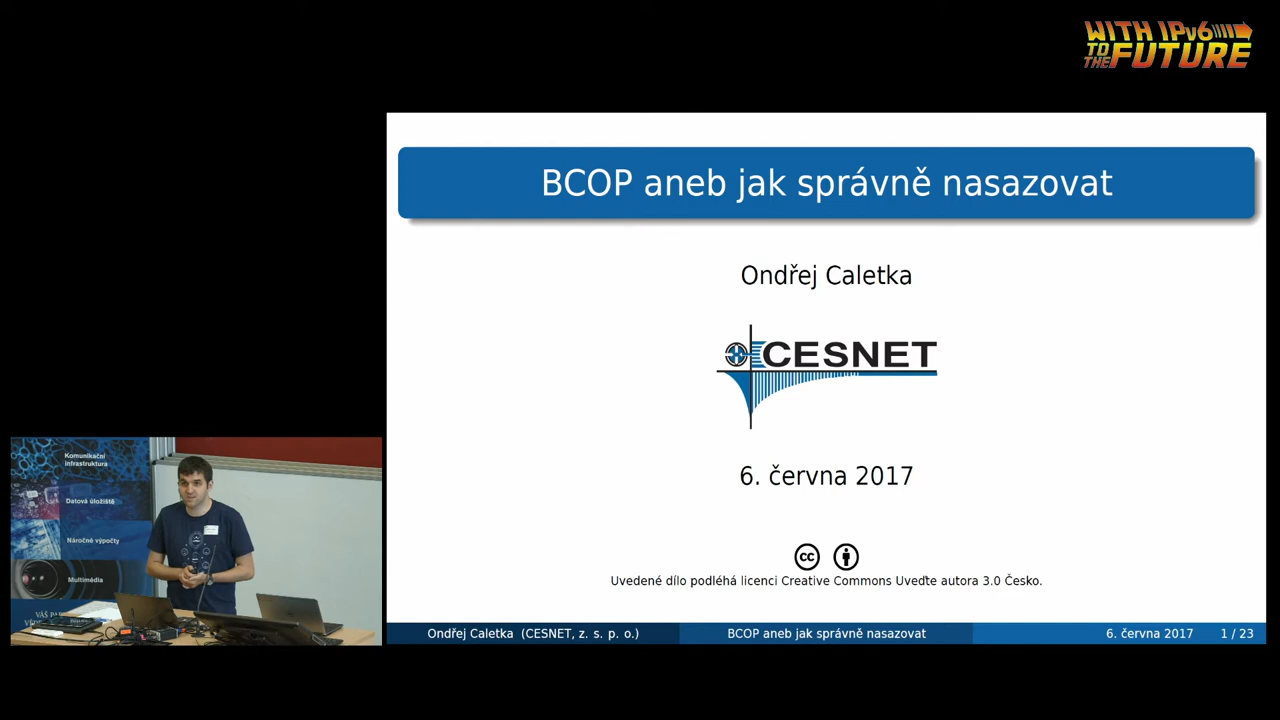 WITH IPv6
TO THE FUTURE
BCOP aneb jak správně nasazovat
Ondřej Caletka
CESNET
6. června 2017
cc
Uvedené dílo podléhá licenci Creative Commons Uveďte autora 3.0 Česko.
Ondřej Caletka (CESNET, z. s. p. o.)
BCOP aneb jak správně nasazovat
6. června 2017
1 / 23
Komunikační
infrastruktura
Datová úložiště
Náročné výpočty
Multimédia